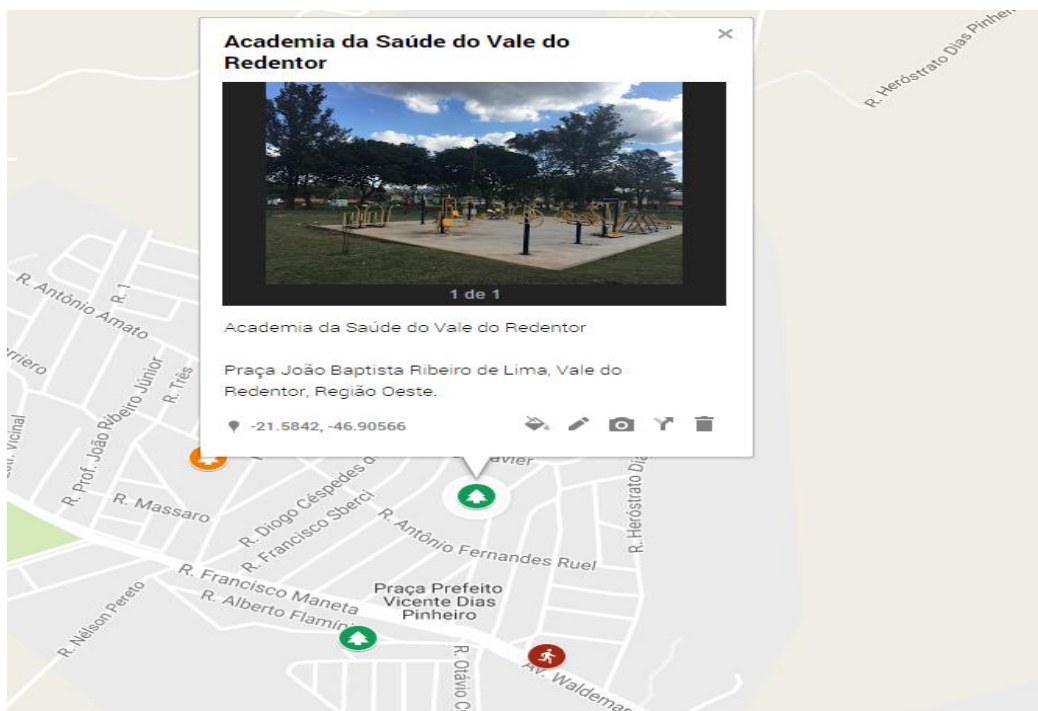 Academia da Saúde do Vale do
Redentor
1 de 1
Academia da Saúde do Vale do Redentor
Praça João Baptista Ribeiro de Lima, Vale do
Redentor, Região Oeste.
-21.5842, -46.90566
R. Heróstrato Dias Pinhei
R. Antônio Amato
R. 1
R. Três
R. Prof. João Ribeiro Júnior
Vicinal
R. Massaro
R. Diogo Céspedes d
R. Francisco Sberci
R. Antônio Fernandes Ruel
R. Heróstrato Di
R. Francisco Maneta
R. Alberto Flamín
R. Nélson Pereto
Praça Prefeito
Vicente Dias
Pinheiro
R. Otávio C
Av. Waldemar